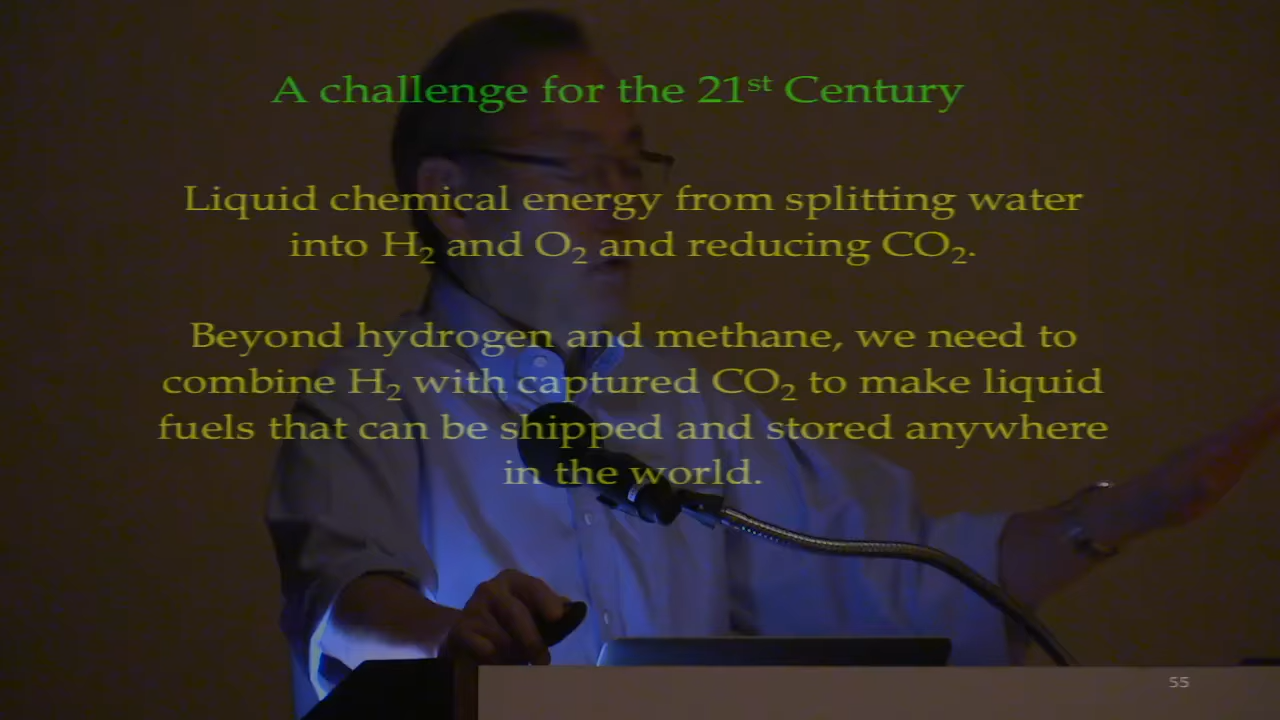 A challenge for the 21st Century
Liquid chemical energy from splitting water
into H₂ and O₂ and reducing CO₂.
Beyond hydrogen and methane, we need to
combine H₂ with captured CO₂ to make liquid
fuels that can be shipped and stored anywhere
in the world.
55